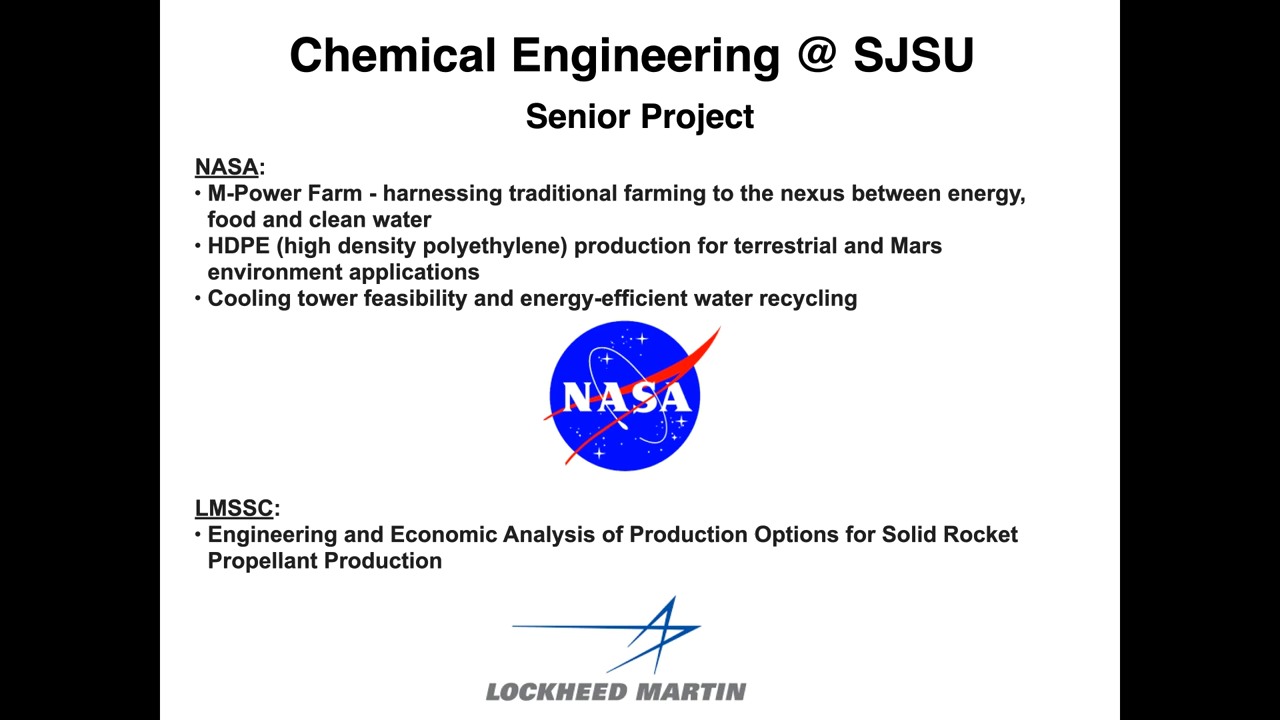 Chemical Engineering @ SJSU
Senior Project
NASA:
• M-Power Farm - harnessing traditional farming to the nexus between energy,
food and clean water
• HDPE (high density polyethylene) production for terrestrial and Mars
environment applications
• Cooling tower feasibility and energy-efficient water recycling
NASA
LMSSC:
• Engineering and Economic Analysis of Production Options for Solid Rocket
Propellant Production
LOCKHEED MARTIN